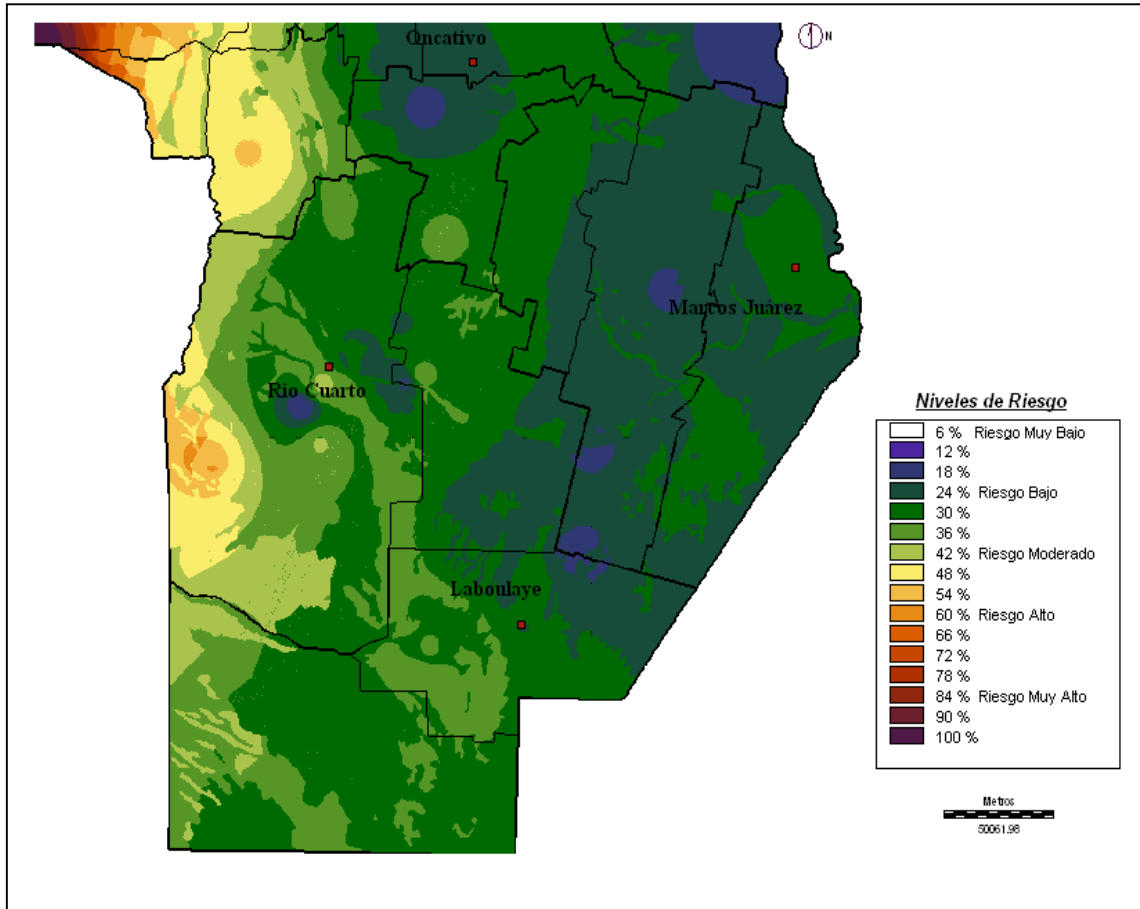 Oncativo
N
Marcos Juárez
Río Cuarto
Laboulaye
Niveles de Riesgo
6 % Riesgo Muy Bajo
12 %
18 %
24 % Riesgo Bajo
30 %
36 %
42 % Riesgo Moderado
48 %
54 %
60 % Riesgo Alto
66 %
72 %
78 %
84 % Riesgo Muy Alto
90 %
100 %
Metros
50061.98